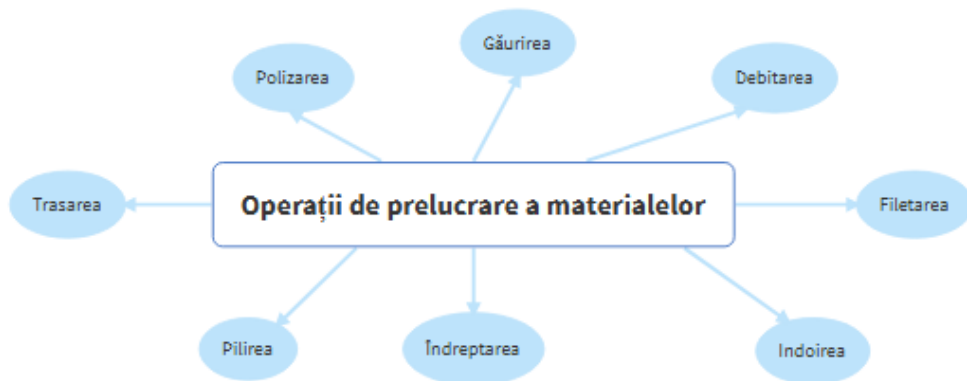 Găurirea
Polizarea
Debitarea
Trasarea
Operații de prelucrare a materialelor
Filetarea
Pilirea
Îndreptarea
Indoirea